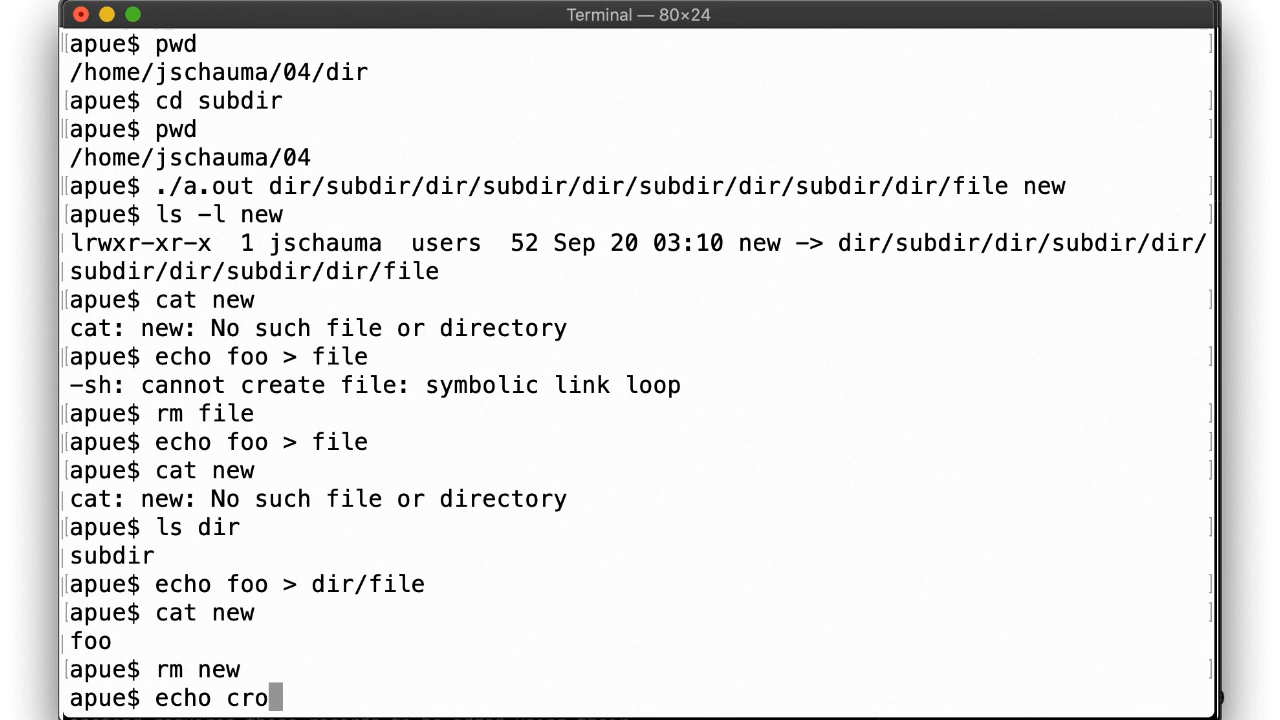 Terminal — 80×24
apue$ pwd
/home/jschauma/04/dir
apue$ cd subdir
apue$ pwd
/home/jschauma/04
apue$ ./a.out dir/subdir/dir/subdir/dir/subdir/dir/subdir/dir/file new
apue$ ls -l new
lrwxr-xr-x  1 jschauma  users  52 Sep 20 03:10 new -> dir/subdir/dir/subdir/dir/
subdir/dir/subdir/dir/file
apue$ cat new
cat: new: No such file or directory
apue$ echo foo > file
-sh: cannot create file: symbolic link loop
apue$ rm file
apue$ echo foo > file
apue$ cat new
cat: new: No such file or directory
apue$ ls dir
subdir
apue$ echo foo > dir/file
apue$ cat new
foo
apue$ rm new
apue$ echo cro